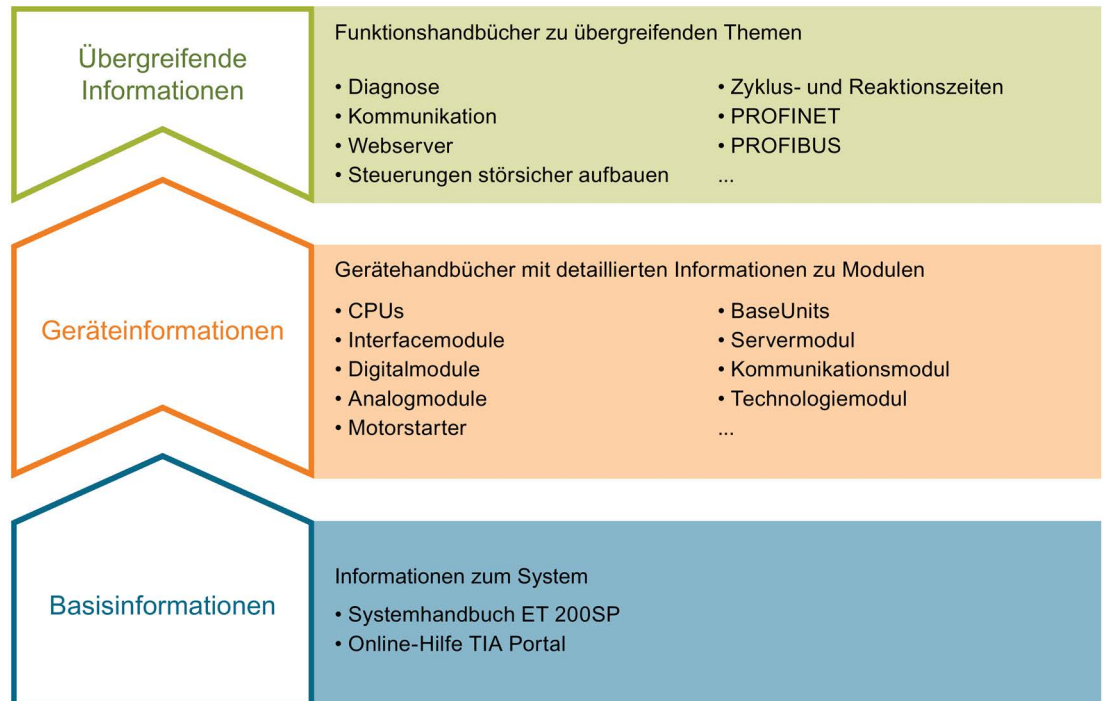 Übergreifende
Informationen
Funktionshandbücher zu übergreifenden Themen
• Diagnose
• Kommunikation
• Webserver
• Steuerungen störsicher aufbauen
• Zyklus- und Reaktionszeiten
• PROFINET
• PROFIBUS
...
Geräteinformationen
Gerätehandbücher mit detaillierten Informationen zu Modulen
• CPUs
• Interfacemodule
• Digitalmodule
• Analogmodule
• Motorstarter
• BaseUnits
• Servermodul
• Kommunikationsmodul
• Technologiemodul
...
Basisinformationen
Informationen zum System
• Systemhandbuch ET 200SP
• Online-Hilfe TIA Portal